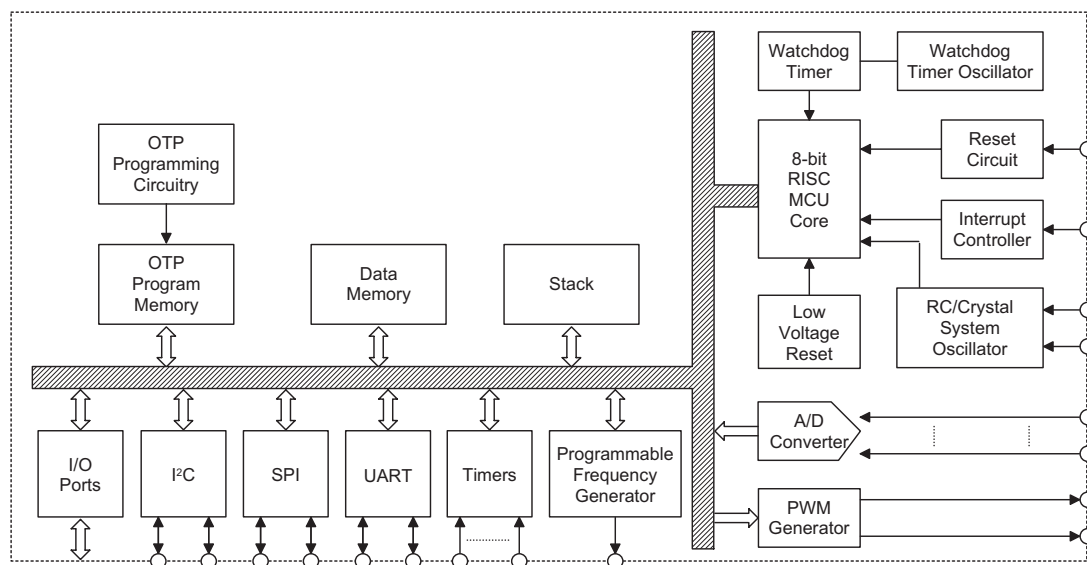 Watchdog
Timer
Watchdog
Timer Oscillator
OTP
Programming
Circuitry
8-bit
RISC
MCU
Core
Reset
Circuit
Interrupt
Controller
OTP
Program
Memory
Data
Memory
Stack
Low
Voltage
Reset
RC/Crystal
System
Oscillator
A/D
Converter
I/O
Ports
I²C
SPI
UART
Timers
Programmable
Frequency
Generator
PWM
Generator